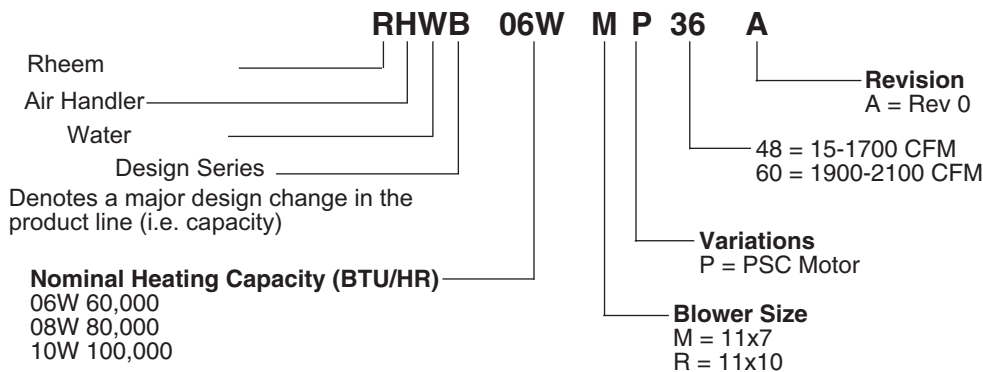 RHWB 06W M P 36 A
Rheem
Air Handler
Water
Design Series
Denotes a major design change in the
product line (i.e. capacity)
Nominal Heating Capacity (BTU/HR)
06W 60,000
08W 80,000
10W 100,000
Revision
A = Rev 0
48 = 15-1700 CFM
60 = 1900-2100 CFM
Variations
P = PSC Motor
Blower Size
M = 11x7
R = 11x10